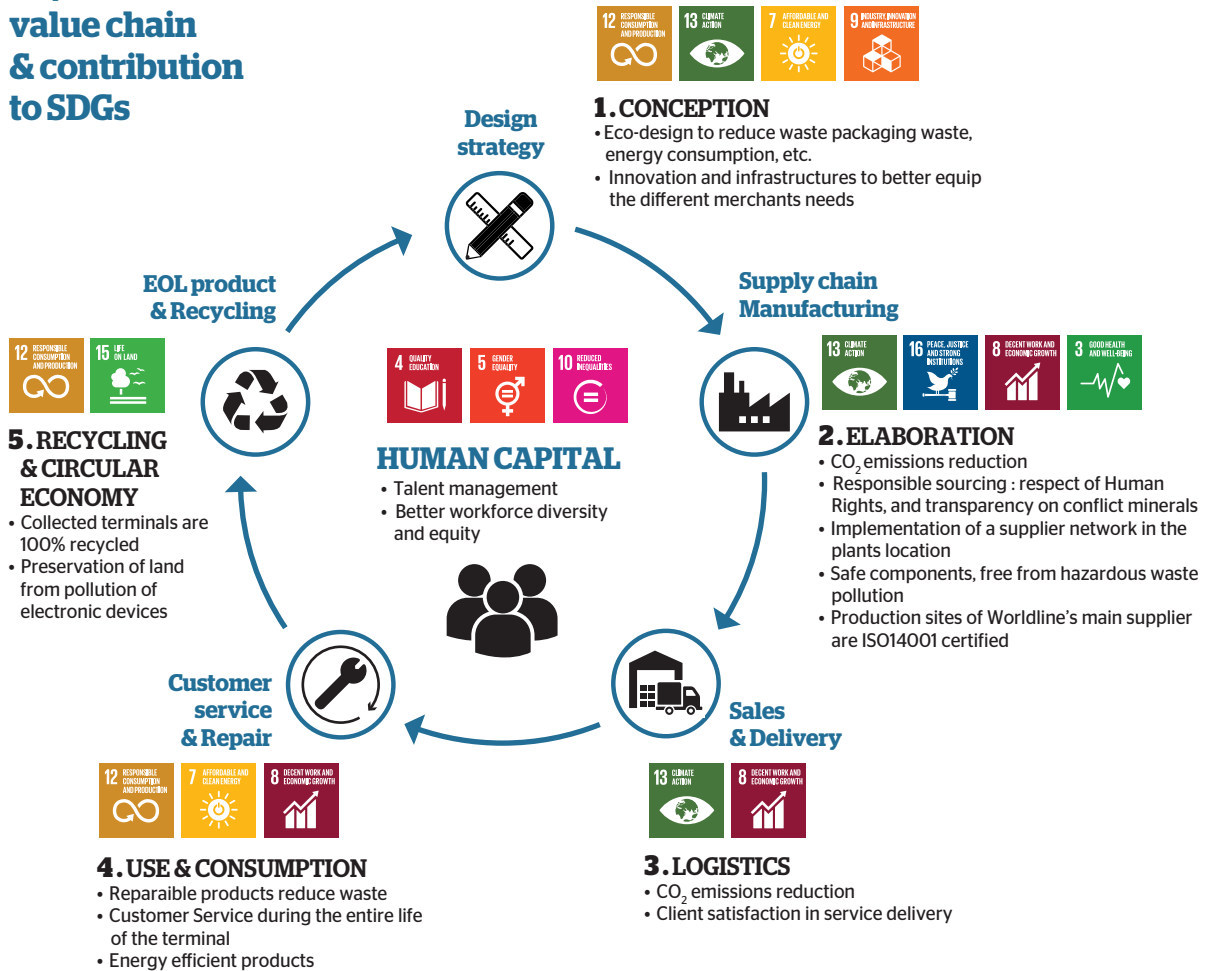 value chain
& contribution
to SDGs
12 RESPONSIBLE
CONSUMPTION
AND PRODUCTION
13 CLIMATE
ACTION
7 AFFORDABLE AND
CLEAN ENERGY
9 INDUSTRY, INNOVATION
AND INFRASTRUCTURE
1. CONCEPTION
• Eco-design to reduce waste packaging waste,
energy consumption, etc.
• Innovation and infrastructures to better equip
the different merchants needs
Design
strategy
Supply chain
Manufacturing
13 CLIMATE
ACTION
16 PEACE, JUSTICE
AND STRONG
INSTITUTIONS
8 DECENT WORK AND
ECONOMIC GROWTH
3 GOOD HEALTH
AND WELL-BEING
2. ELABORATION
• CO2 emissions reduction
• Responsible sourcing : respect of Human
Rights, and transparency on conflict minerals
• Implementation of a supplier network in the
plants location
• Safe components, free from hazardous waste
pollution
• Production sites of Worldline's main supplier
are ISO14001 certified
Sales
& Delivery
13 CLIMATE
ACTION
8 DECENT WORK AND
ECONOMIC GROWTH
3. LOGISTICS
• CO2 emissions reduction
• Client satisfaction in service delivery
Customer
service
& Repair
12 RESPONSIBLE
CONSUMPTION
AND PRODUCTION
7 AFFORDABLE AND
CLEAN ENERGY
8 DECENT WORK AND
ECONOMIC GROWTH
4. USE & CONSUMPTION
• Reparaible products reduce waste
• Customer Service during the entire life
of the terminal
• Energy efficient products
EOL product
& Recycling
12 RESPONSIBLE
CONSUMPTION
AND PRODUCTION
15 LIFE
ON LAND
5. RECYCLING
& CIRCULAR
ECONOMY
• Collected terminals are
100% recycled
• Preservation of land
from pollution of
electronic devices
4 QUALITY
EDUCATION
5 GENDER
EQUALITY
10 REDUCED
INEQUALITIES
HUMAN CAPITAL
• Talent management
• Better workforce diversity
and equity